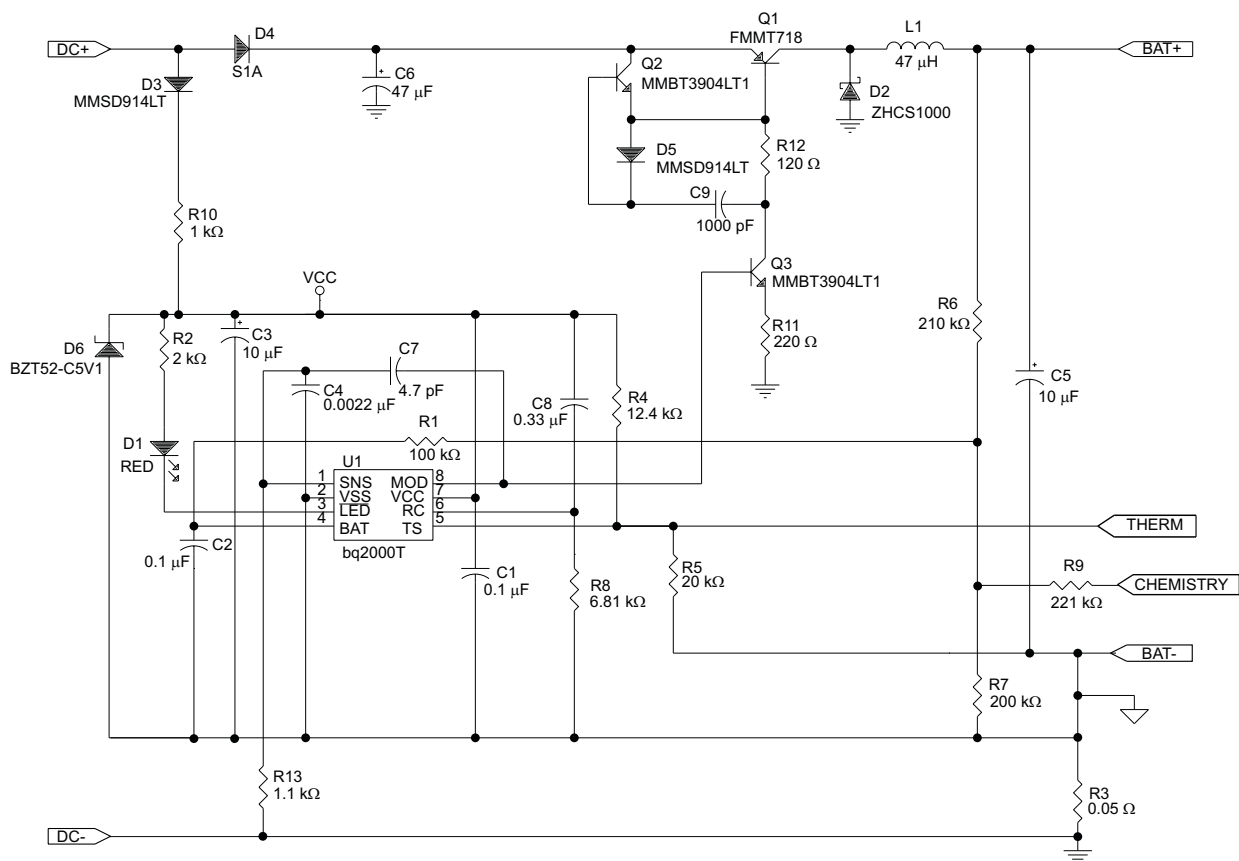 DC+
D4
S1A
D3
MMSD914LT
C6
47 μF
Q2
MMBT3904LT1
Q1
FMMT718
L1
47 μH
BAT+
D2
ZHCS1000
D5
MMSD914LT
R12
120 Ω
C9
1000 pF
R10
1 kΩ
Q3
MMBT3904LT1
VCC
R11
220 Ω
R6
210 kΩ
D6
BZT52-C5V1
R2
2 kΩ
C3
10 μF
C7
4.7 pF
C4
0.0022 μF
C8
0.33 μF
R4
12.4 kΩ
C5
10 μF
R1
100 kΩ
D1
RED
U1
1 SNS MOD 8
2 VSS VCC 7
3 LED RC 6
4 BAT TS 5
bq2000T
THERM
C2
0.1 μF
C1
0.1 μF
R8
6.81 kΩ
R5
20 kΩ
R9
221 kΩ
CHEMISTRY
BAT-
R7
200 kΩ
R13
1.1 kΩ
R3
0.05 Ω
DC-